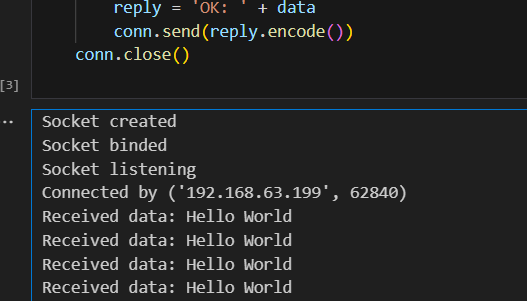 reply = 'OK: ' + data
conn.send(reply.encode())
conn.close()
[3]
Socket created
Socket binded
Socket listening
Connected by ('192.168.63.199', 62840)
Received data: Hello World
Received data: Hello World
Received data: Hello World
Received data: Hello World